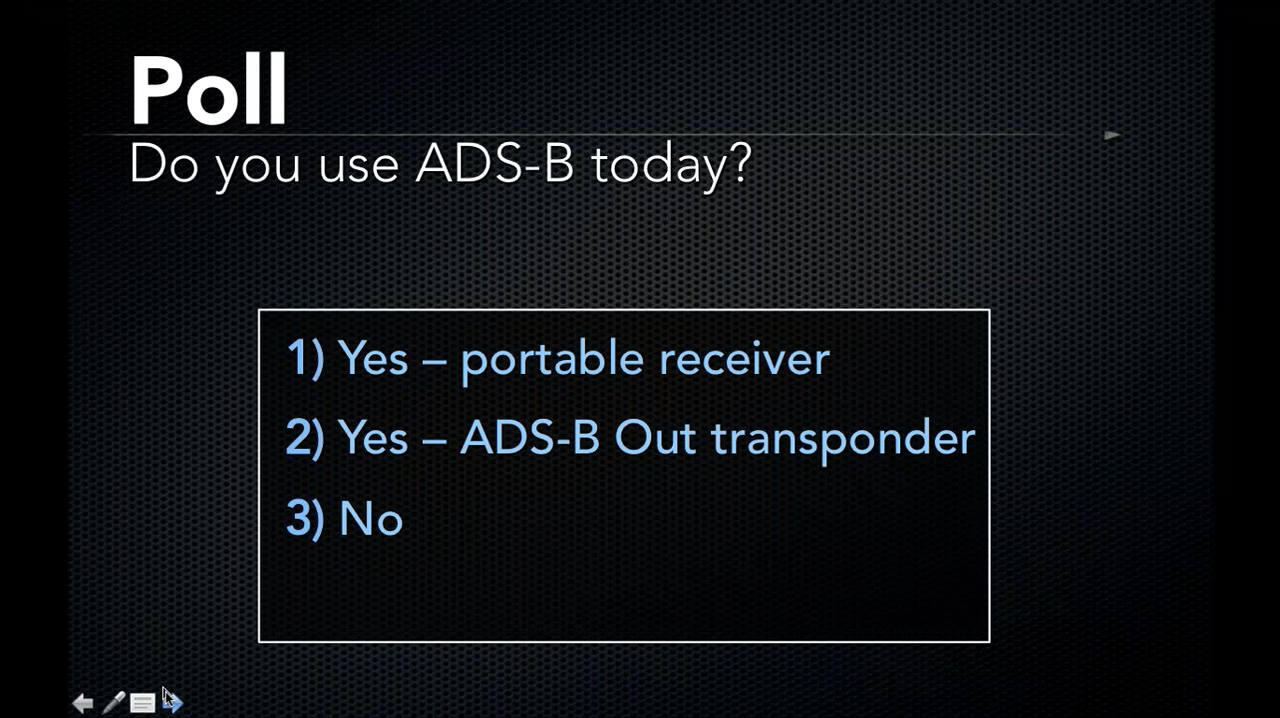 Poll
Do you use ADS-B today?
1) Yes – portable receiver
2) Yes – ADS-B Out transponder
3) No